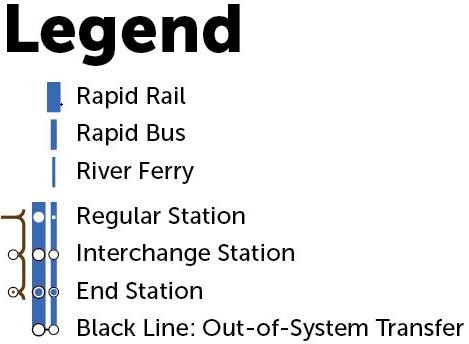 Legend
Rapid Rail
Rapid Bus
River Ferry
Regular Station
Interchange Station
End Station
Black Line: Out-of-System Transfer